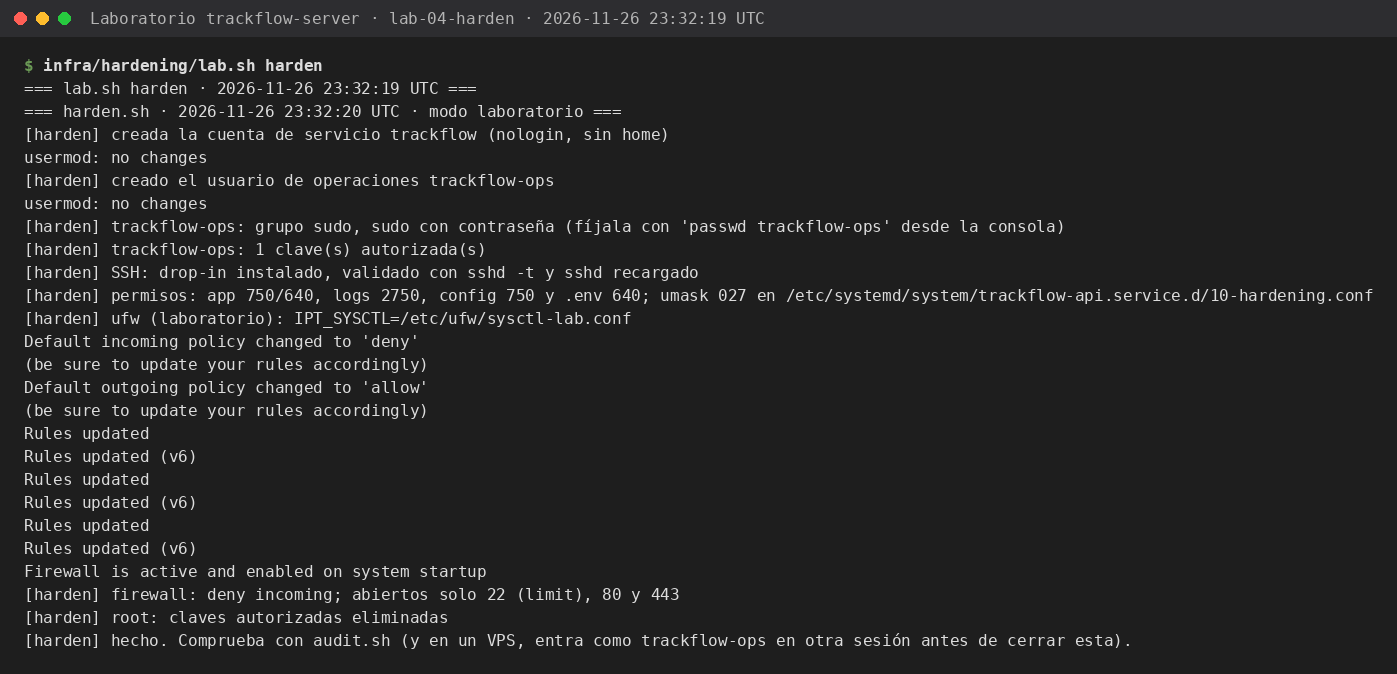 Laboratorio trackflow-server · lab-04-harden · 2026-11-26 23:32:19 UTC
$ infra/hardening/lab.sh harden
=== lab.sh harden · 2026-11-26 23:32:19 UTC ===
=== harden.sh · 2026-11-26 23:32:20 UTC · modo laboratorio ===
[harden] creada la cuenta de servicio trackflow (nologin, sin home)
usermod: no changes
[harden] creado el usuario de operaciones trackflow-ops
usermod: no changes
[harden] trackflow-ops: grupo sudo, sudo con contraseña (fíjala con 'passwd trackflow-ops' desde la consola)
[harden] trackflow-ops: 1 clave(s) autorizada(s)
[harden] SSH: drop-in instalado, validado con sshd -t y sshd recargado
[harden] permisos: app 750/640, logs 2750, config 750 y .env 640; umask 027 en /etc/systemd/system/trackflow-api.service.d/10-hardening.conf
[harden] ufw (laboratorio): IPT_SYSCTL=/etc/ufw/sysctl-lab.conf
Default incoming policy changed to 'deny'
(be sure to update your rules accordingly)
Default outgoing policy changed to 'allow'
(be sure to update your rules accordingly)
Rules updated
Rules updated (v6)
Rules updated
Rules updated (v6)
Rules updated
Rules updated (v6)
Firewall is active and enabled on system startup
[harden] firewall: deny incoming; abiertos solo 22 (limit), 80 y 443
[harden] root: claves autorizadas eliminadas
[harden] hecho. Comprueba con audit.sh (y en un VPS, entra como trackflow-ops en otra sesión antes de cerrar esta).